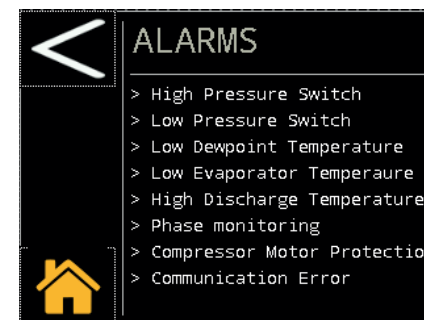 ALARMS
> High Pressure Switch
> Low Pressure Switch
> Low Dewpoint Temperature
> Low Evaporator Temperaure
> High Discharge Temperature
> Phase monitoring
> Compressor Motor Protectio
> Communication Error